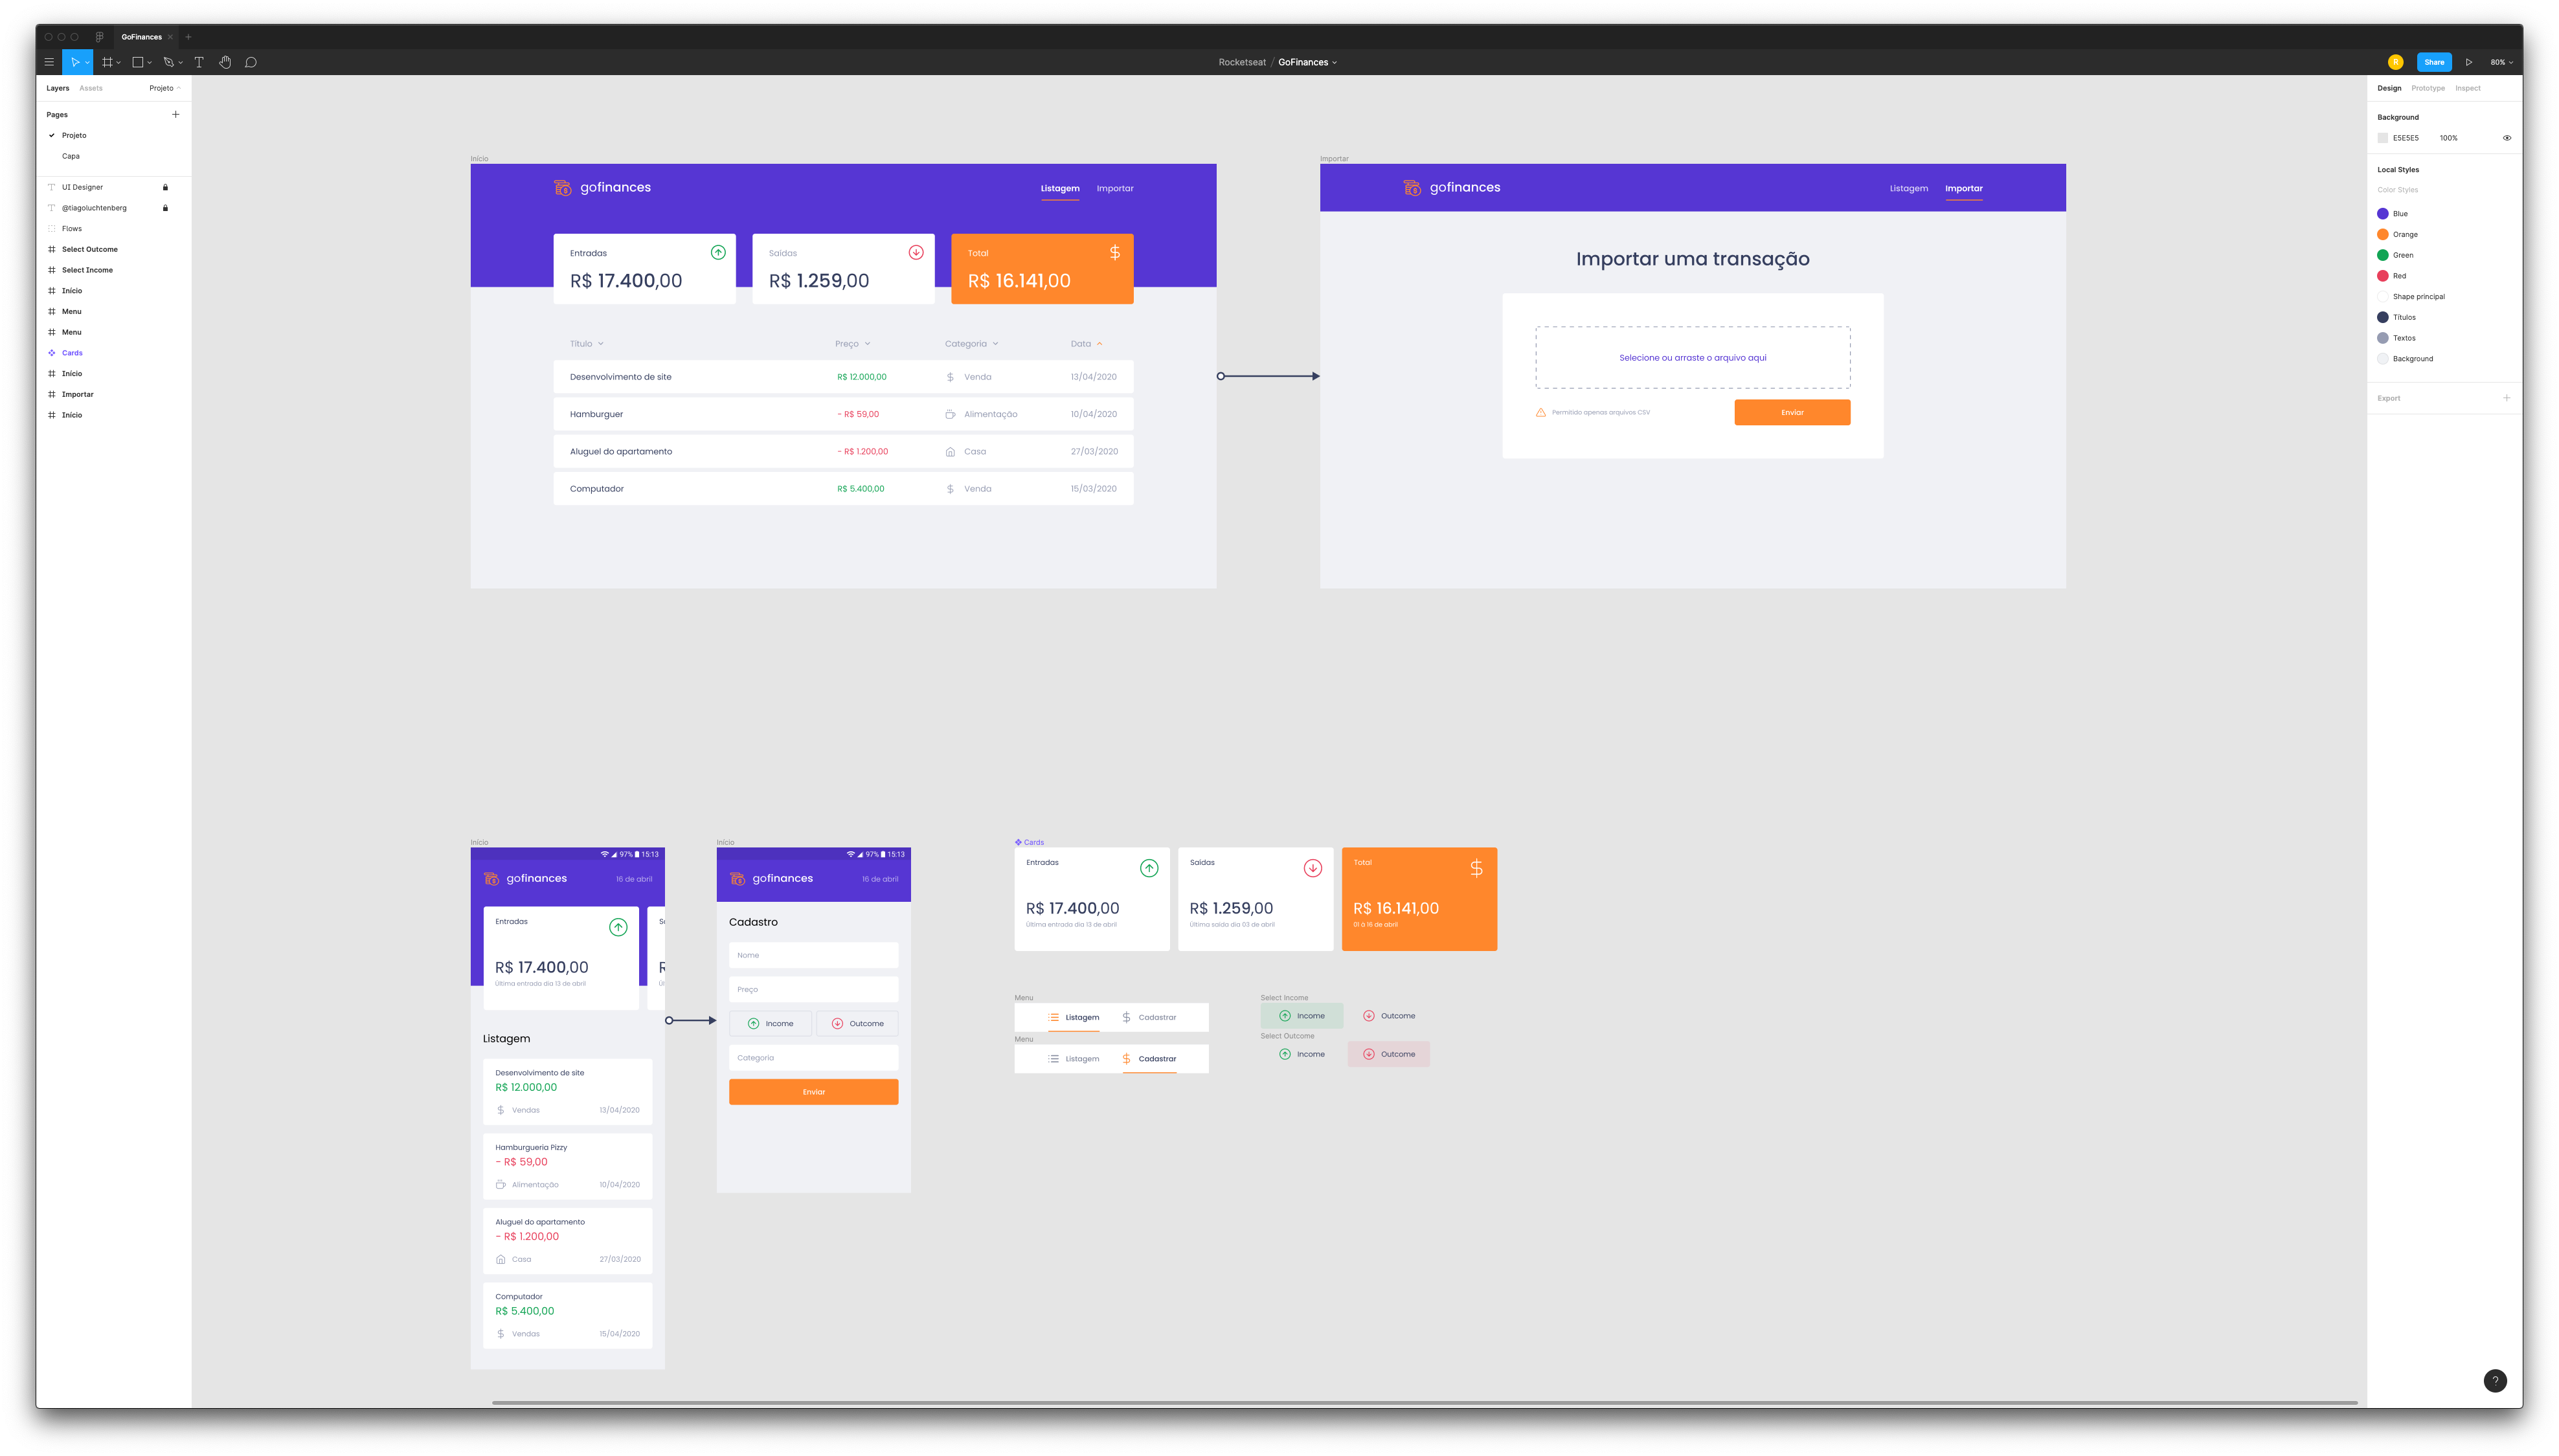 GoFinances
Rocketseat / GoFinances
R
Share
80%
Layers
Assets
Projeto
Pages
Projeto
Capa
UI Designer
@tiagoluchtenberg
Flows
Select Outcome
Select Income
Início
Menu
Menu
Cards
Início
Importar
Início
Início
gofinances
Listagem
Importar
Entradas
R$ 17.400,00
Saídas
R$ 1.259,00
Total
R$ 16.141,00
Título
Preço
Categoria
Data
Desenvolvimento de site
R$ 12.000,00
Venda
13/04/2020
Hamburguer
- R$ 59,00
Alimentação
10/04/2020
Aluguel do apartamento
- R$ 1.200,00
Casa
27/03/2020
Computador
R$ 5.400,00
Venda
15/03/2020
Importar
gofinances
Listagem
Importar
Importar uma transação
Selecione ou arraste o arquivo aqui
Permitido apenas arquivos CSV
Enviar
Início
97% 15:13
gofinances
16 de abril
Entradas
R$ 17.400,00
Última entrada dia 13 de abril
Listagem
Desenvolvimento de site
R$ 12.000,00
Vendas
13/04/2020
Hamburgueria Pizzy
- R$ 59,00
Alimentação
10/04/2020
Aluguel do apartamento
- R$ 1.200,00
Casa
27/03/2020
Computador
R$ 5.400,00
Vendas
15/04/2020
Início
97% 15:13
gofinances
16 de abril
Cadastro
Nome
Preço
Income
Outcome
Categoria
Enviar
Cards
Entradas
R$ 17.400,00
Última entrada dia 13 de abril
Saídas
R$ 1.259,00
Última saída dia 03 de abril
Total
R$ 16.141,00
01 à 16 de abril
Menu
Listagem
Cadastrar
Menu
Listagem
Cadastrar
Select Income
Income
Outcome
Select Outcome
Income
Outcome
Design
Prototype
Inspect
Background
E5E5E5
100%
Local Styles
Color Styles
Blue
Orange
Green
Red
Shape principal
Títulos
Textos
Background
Export
?